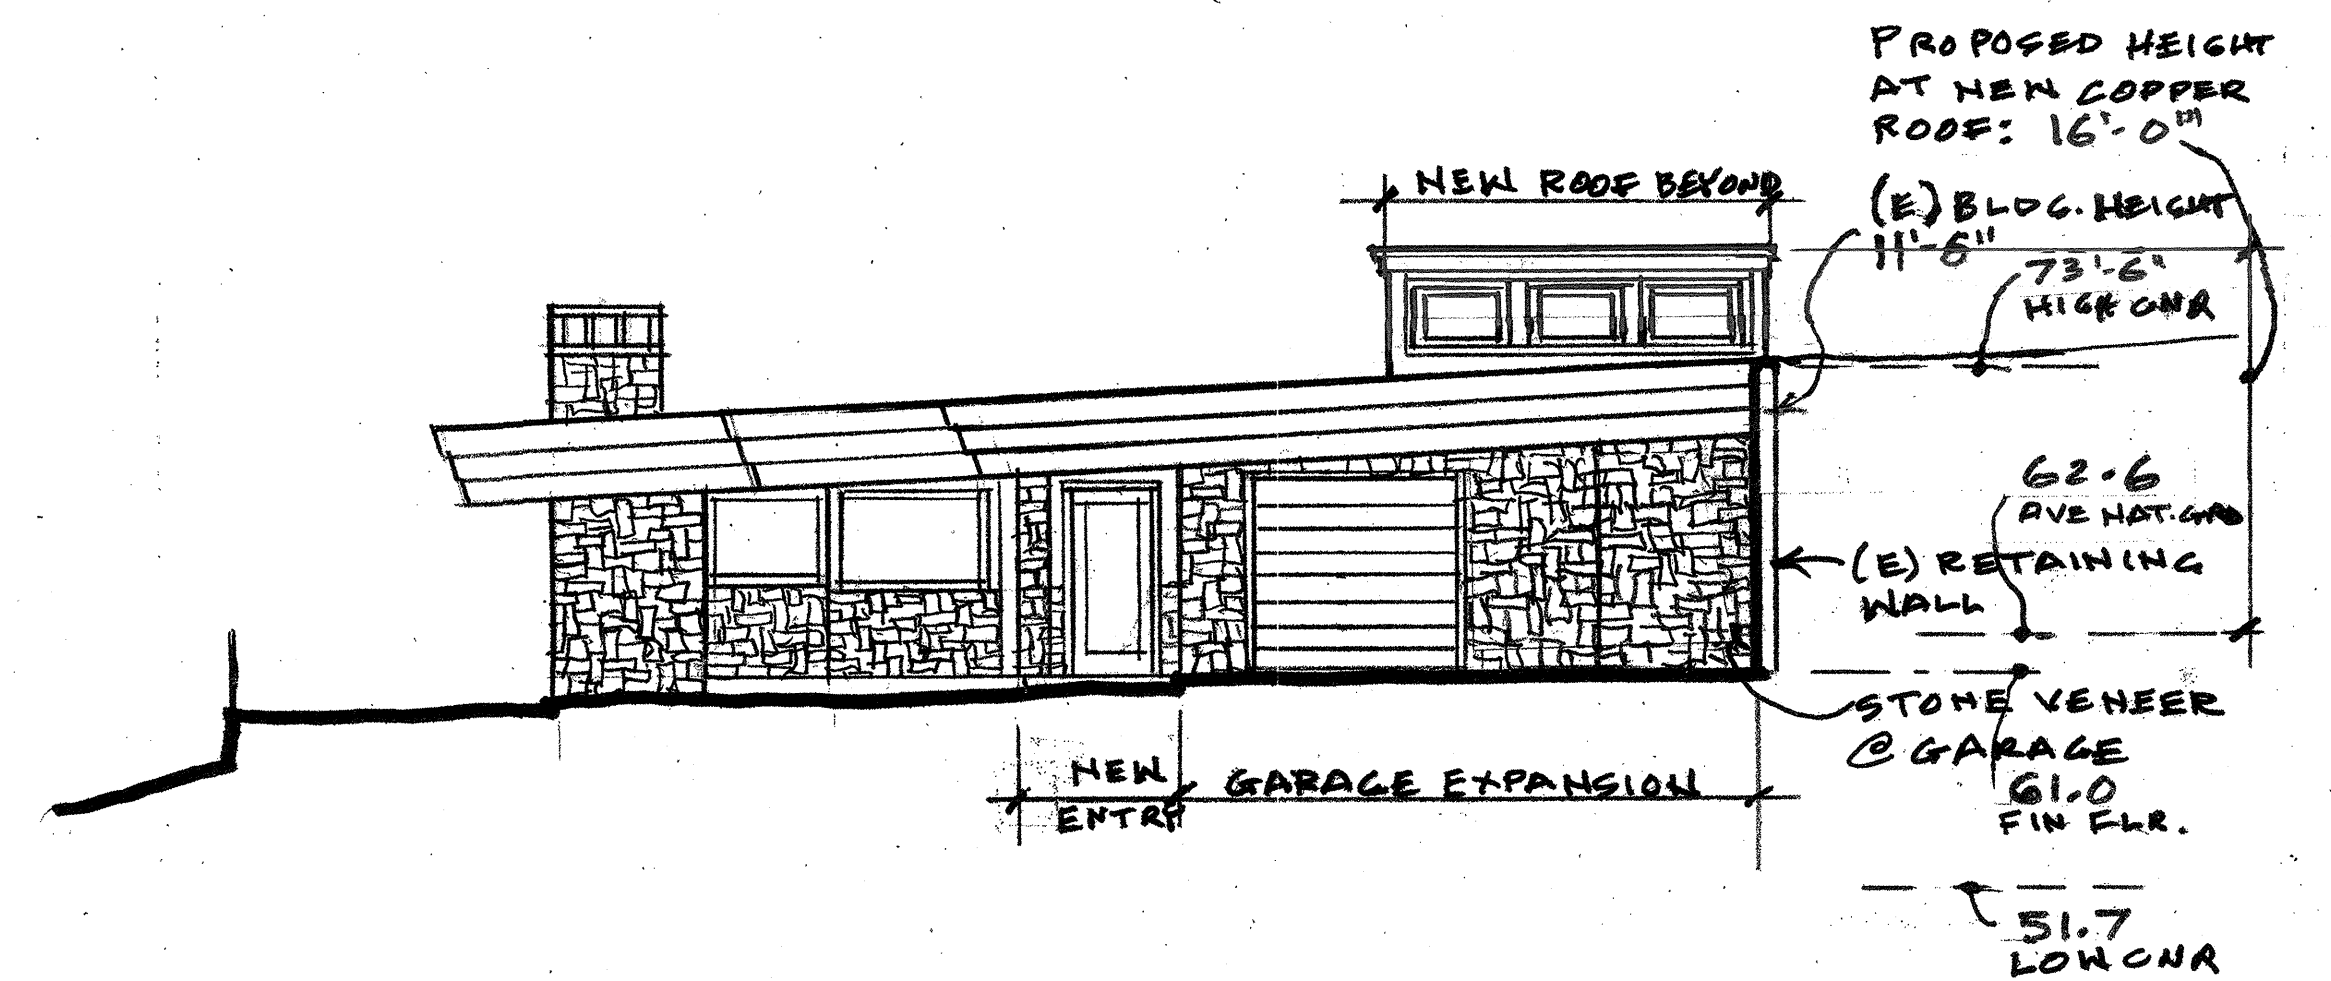 PROPOSED HEIGHT
AT NEW COPPER
ROOF: 16'-0"
NEW ROOF BEYOND
(E) BLDG. HEIGHT
11'-6"
73'-6"
HIGH CNR
62.6
AVE NAT. GRD
(E) RETAINING
WALL
STONE VENEER
@ GARAGE
61.0
FIN FLR.
NEW
ENTRY
GARAGE EXPANSION
51.7
LOW CNR